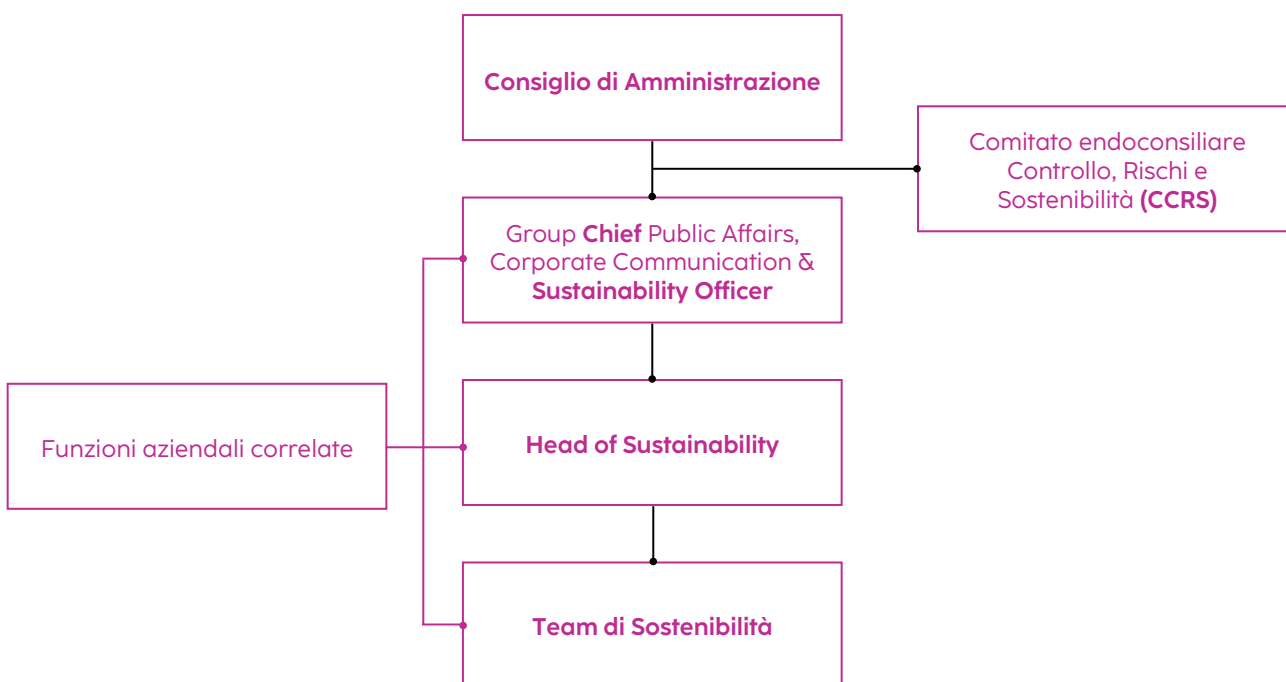 Consiglio di Amministrazione
Comitato endoconsiliare
Controllo, Rischi e
Sostenibilità (CCRS)
Group Chief Public Affairs,
Corporate Communication &
Sustainability Officer
Funzioni aziendali correlate
Head of Sustainability
Team di Sostenibilità